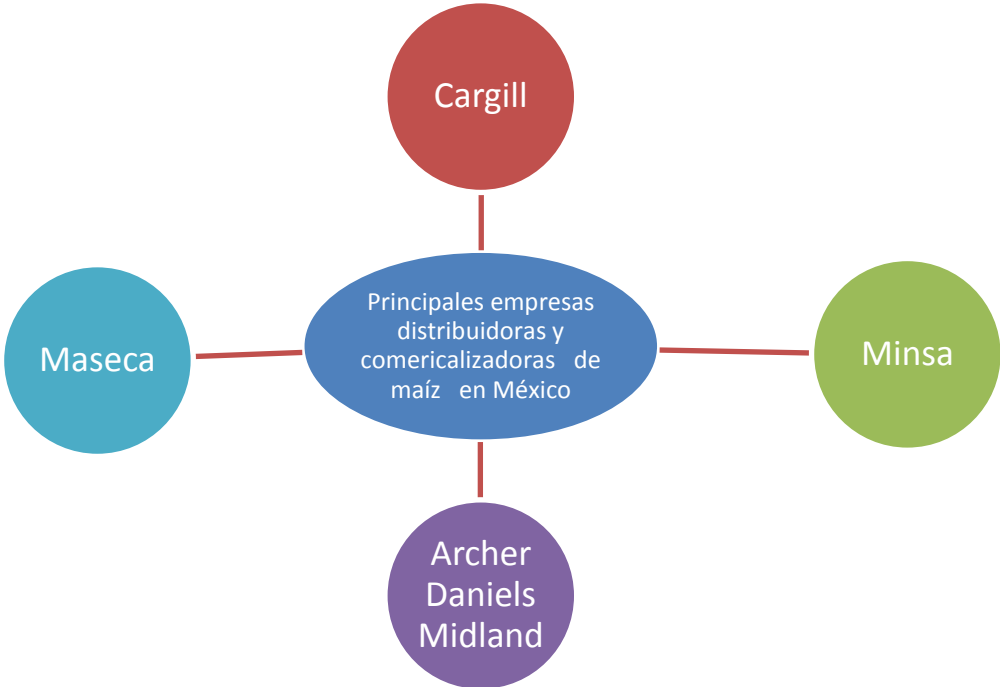 Cargill
Principales empresas
distribuidoras y
comericalizadoras de
maíz en México
Maseca
Minsa
Archer
Daniels
Midland